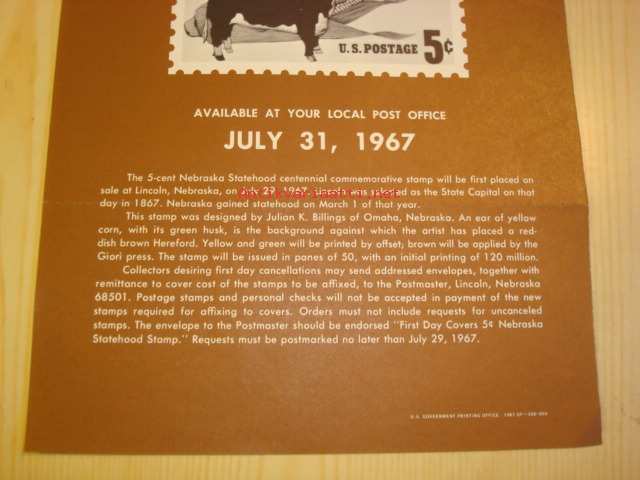 U.S. POSTAGE 5¢
AVAILABLE AT YOUR LOCAL POST OFFICE
JULY 31, 1967
The 5-cent Nebraska Statehood centennial commemorative stamp will be first placed on
sale at Lincoln, Nebraska, on July 29, 1967. Lincoln was selected as the State Capital on that
day in 1867. Nebraska gained statehood on March 1 of that year.
This stamp was designed by Julian K. Billings of Omaha, Nebraska. An ear of yellow
corn, with its green husk, is the background against which the artist has placed a red-
dish brown Hereford. Yellow and green will be printed by offset; brown will be applied by the
Giori press. The stamp will be issued in panes of 50, with an initial printing of 120 million.
Collectors desiring first day cancellations may send addressed envelopes, together with
remittance to cover cost of the stamps to be affixed, to the Postmaster, Lincoln, Nebraska
68501. Postage stamps and personal checks will not be accepted in payment of the new
stamps required for affixing to covers. Orders must not include requests for uncanceled
stamps. The envelope to the Postmaster should be endorsed "First Day Covers 5¢ Nebraska
Statehood Stamp." Requests must be postmarked no later than July 29, 1967.
U.S. GOVERNMENT PRINTING OFFICE 1967